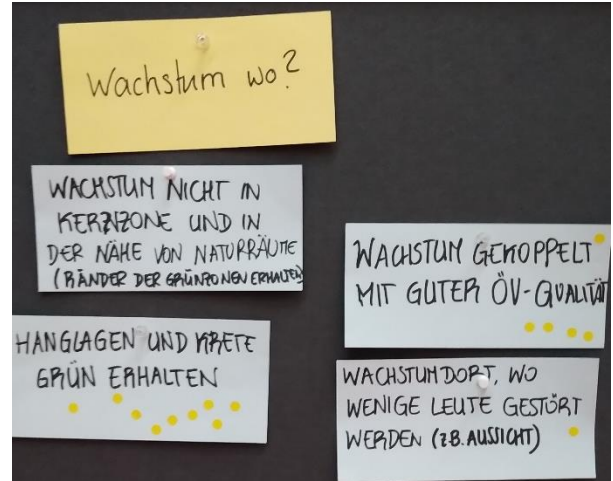 Wachstum wo?
WACHSTUM NICHT IN
KERNZONE UND IN
DER NÄHE VON NATURRÄUME
(RÄNDER DER GRÜNZONEN ERHALTEN)
HANGLAGEN UND KRETE
GRÜN ERHALTEN
WACHSTUM GEKOPPELT
MIT GUTER ÖV-QUALITÄT
WACHSTUM DORT, WO
WENIGE LEUTE GESTÖRT
WERDEN (z.B. AUSSICHT)